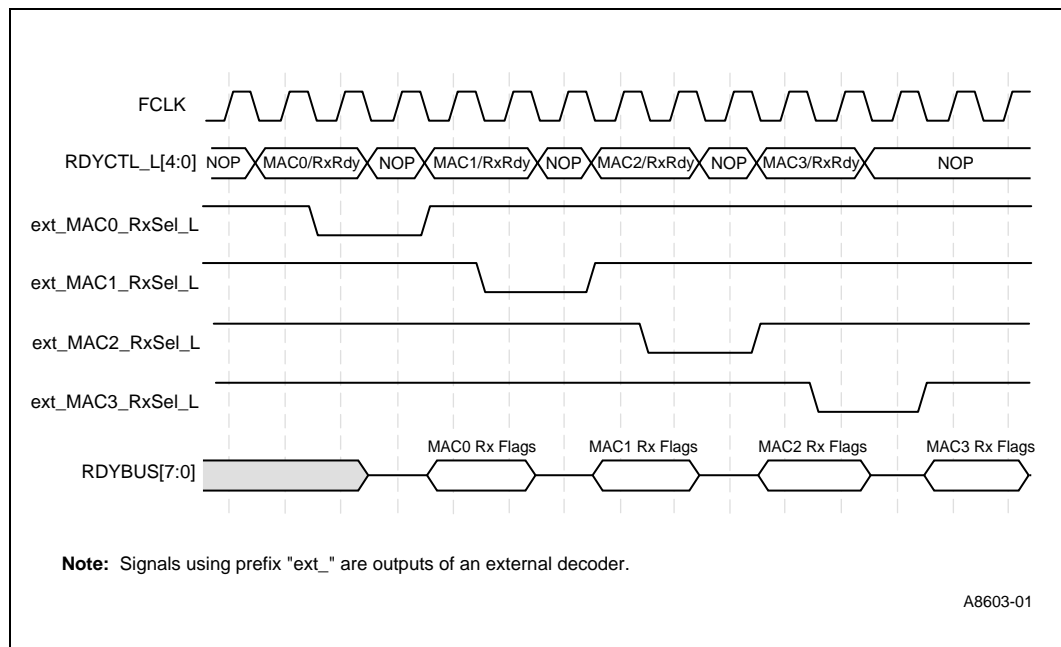 FCLK
RDYCTL_L[4:0] NOP MAC0/RxRdy NOP MAC1/RxRdy NOP MAC2/RxRdy NOP MAC3/RxRdy NOP
ext_MAC0_RxSel_L
ext_MAC1_RxSel_L
ext_MAC2_RxSel_L
ext_MAC3_RxSel_L
MAC0 Rx Flags MAC1 Rx Flags MAC2 Rx Flags MAC3 Rx Flags
RDYBUS[7:0]
Note: Signals using prefix "ext_" are outputs of an external decoder.
A8603-01